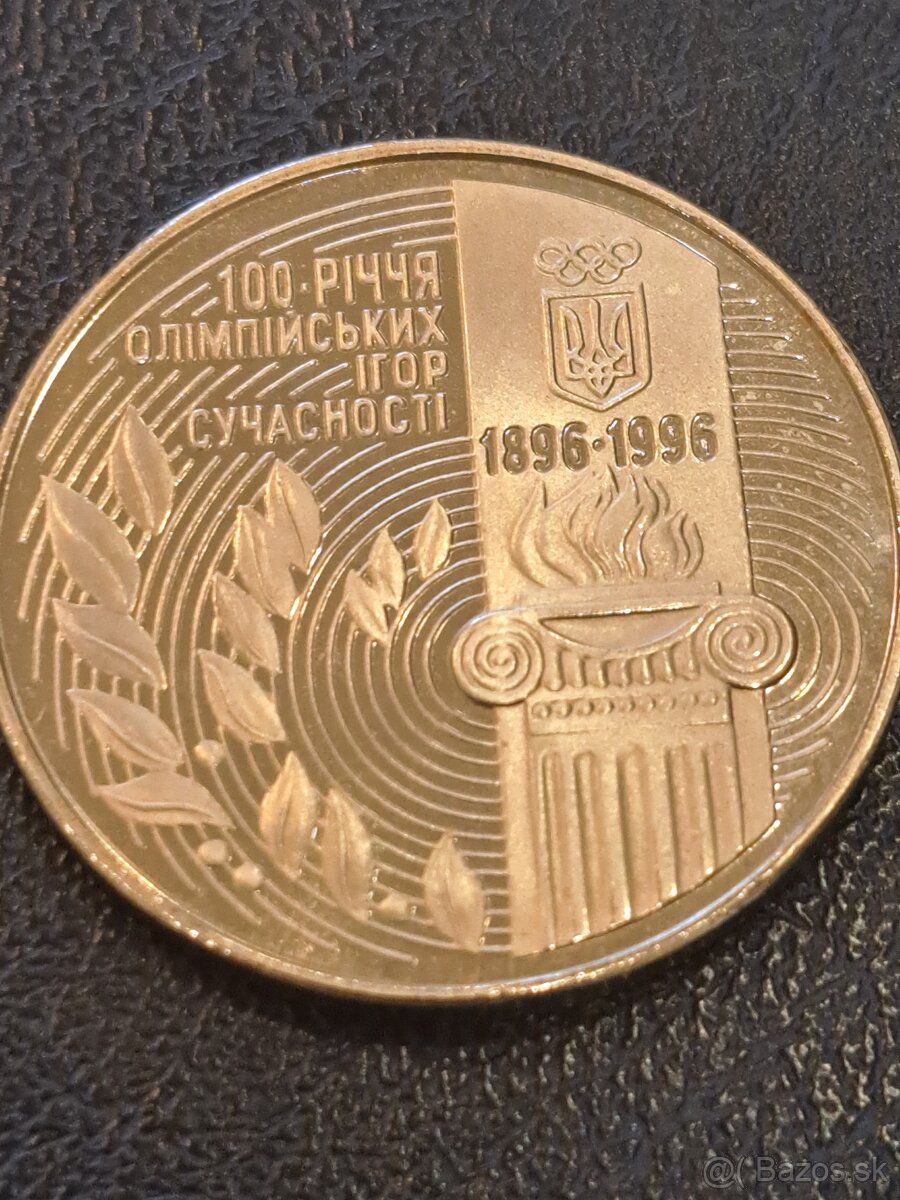 100-РІЧЧЯ
ОЛІМПІЙСЬКИХ
ІГОР
СУЧАСНОСТІ
1896·1996
@( Bazos.sk